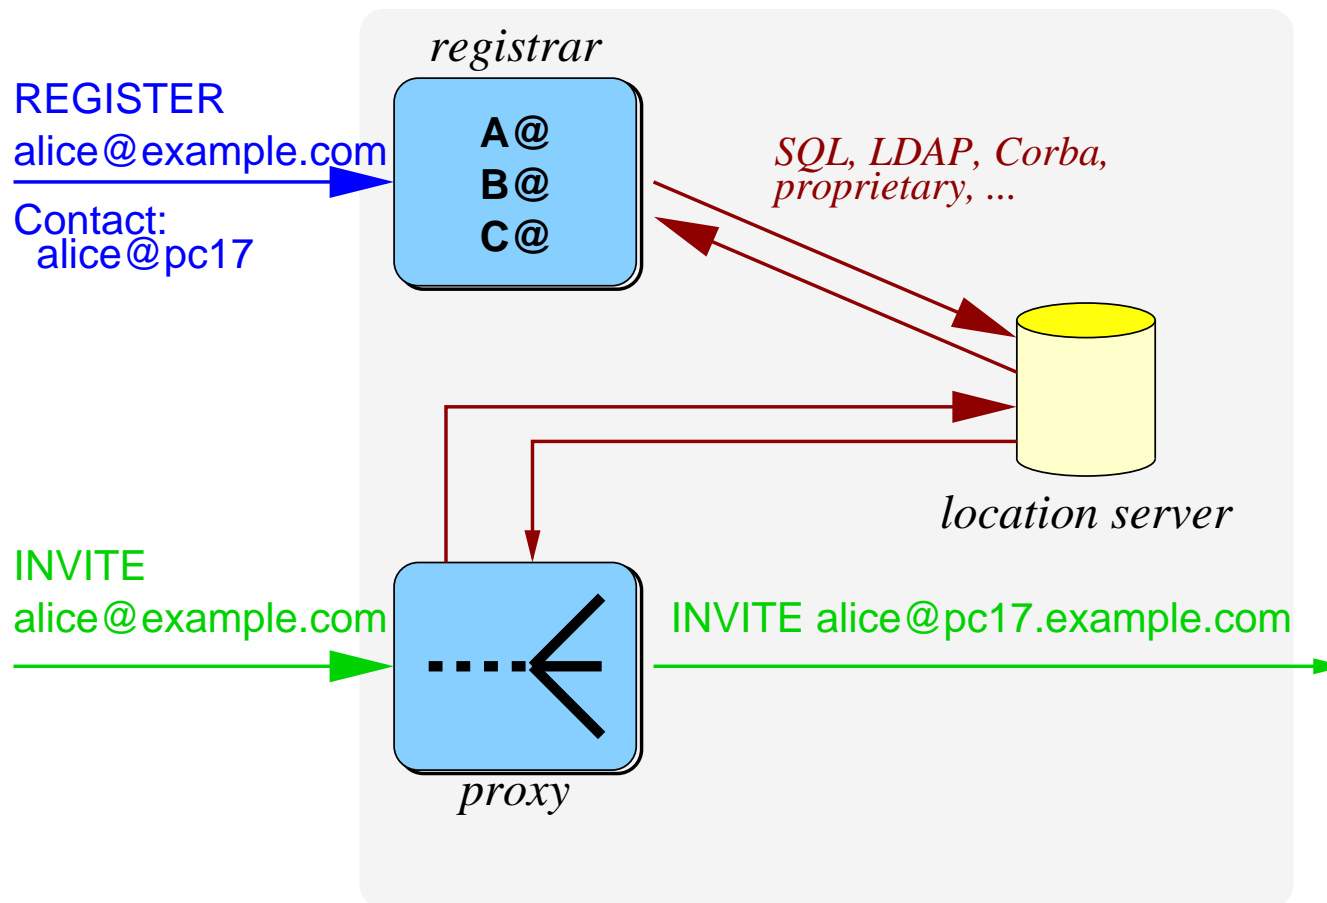 registrar
REGISTER
alice@example.com
Contact:
alice@pc17
A@
B@
C@
SQL, LDAP, Corba,
proprietary, ...
location server
INVITE
alice@example.com
INVITE alice@pc17.example.com
proxy